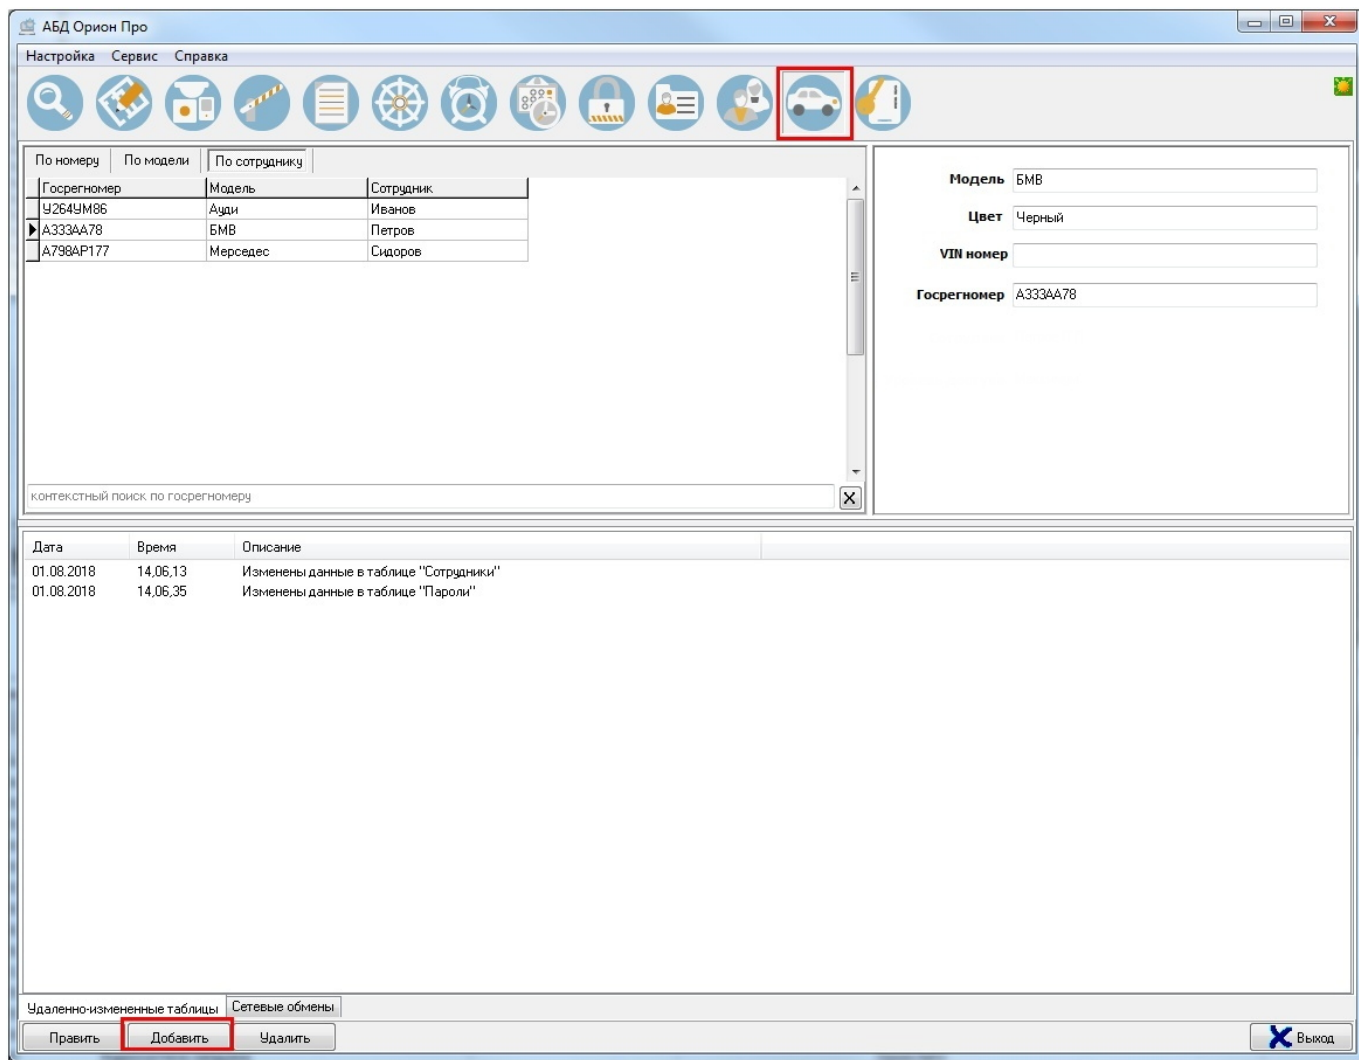 АБД Орион Про
Настройка Сервис Справка
По номеру По модели По сотруднику
Госрегномер Модель Сотрудник
У264УМ86 Ауди Иванов
А333АА78 БМВ Петров
А798АР177 Мерседес Сидоров
контекстный поиск по госрегномеру
Модель БМВ
Цвет Черный
VIN номер
Госрегномер А333АА78
Дата Время Описание
01.08.2018 14,06,13 Изменены данные в таблице "Сотрудники"
01.08.2018 14,06,35 Изменены данные в таблице "Пароли"
Удаленно-измененные таблицы Сетевые обмены
Править Добавить Удалить Выход